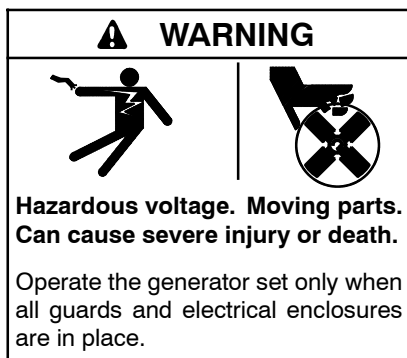 WARNING
Hazardous voltage. Moving parts.
Can cause severe injury or death.
Operate the generator set only when
all guards and electrical enclosures
are in place.